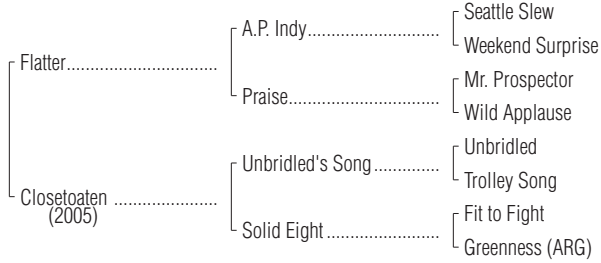 Seattle Slew
A.P. Indy
Weekend Surprise
Flatter
Mr. Prospector
Praise
Wild Applause
Unbridled
Unbridled's Song
Trolley Song
Closetoaten
(2005)
Fit to Fight
Solid Eight
Greenness (ARG)